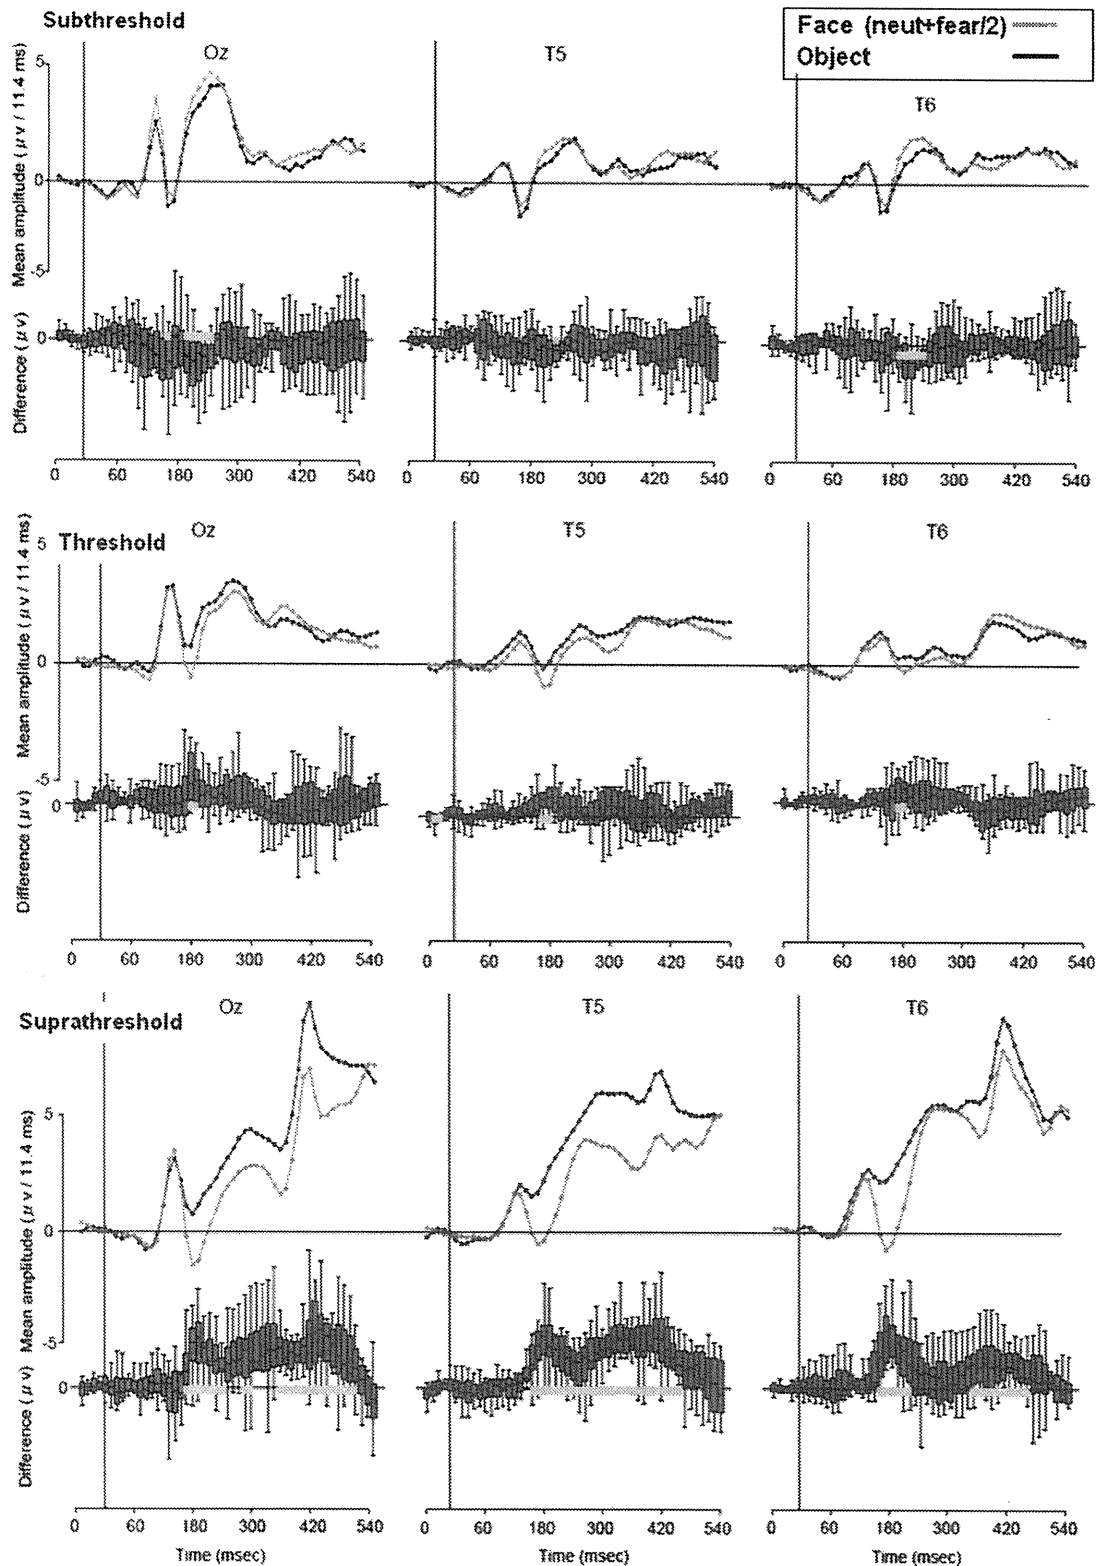 Subthreshold
Face (neut+fear/2)
Object
Oz
T5
T6
5
0
-5
Mean amplitude (μv / 11.4 ms)
0
Difference (μv)
0 60 180 300 420 540
0 60 180 300 420 540
0 60 180 300 420 540
Threshold
Oz
T5
T6
5
0
-5
Mean amplitude (μv / 11.4 ms)
0
Difference (μv)
0 60 180 300 420 540
0 60 180 300 420 540
0 60 180 300 420 540
Suprathreshold
Oz
T5
T6
5
0
-5
Mean amplitude (μv / 11.4 ms)
0
Difference (μv)
0 60 180 300 420 540
0 60 180 300 420 540
0 60 180 300 420 540
Time (msec)
Time (msec)
Time (msec)